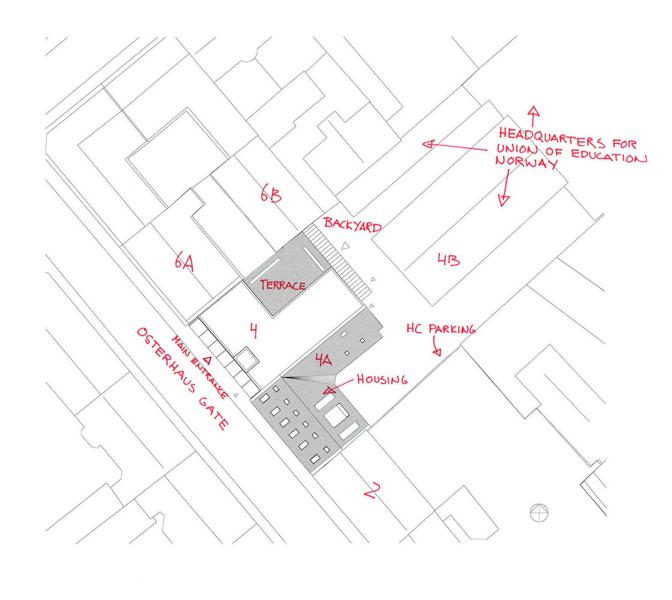 HEADQUARTERS FOR
UNION OF EDUCATION
NORWAY
6B
BACKYARD
6A
4B
TERRACE
4
HC PARKING
MAIN ENTRANCE
OSTERHAUS GATE
4A
HOUSING
2